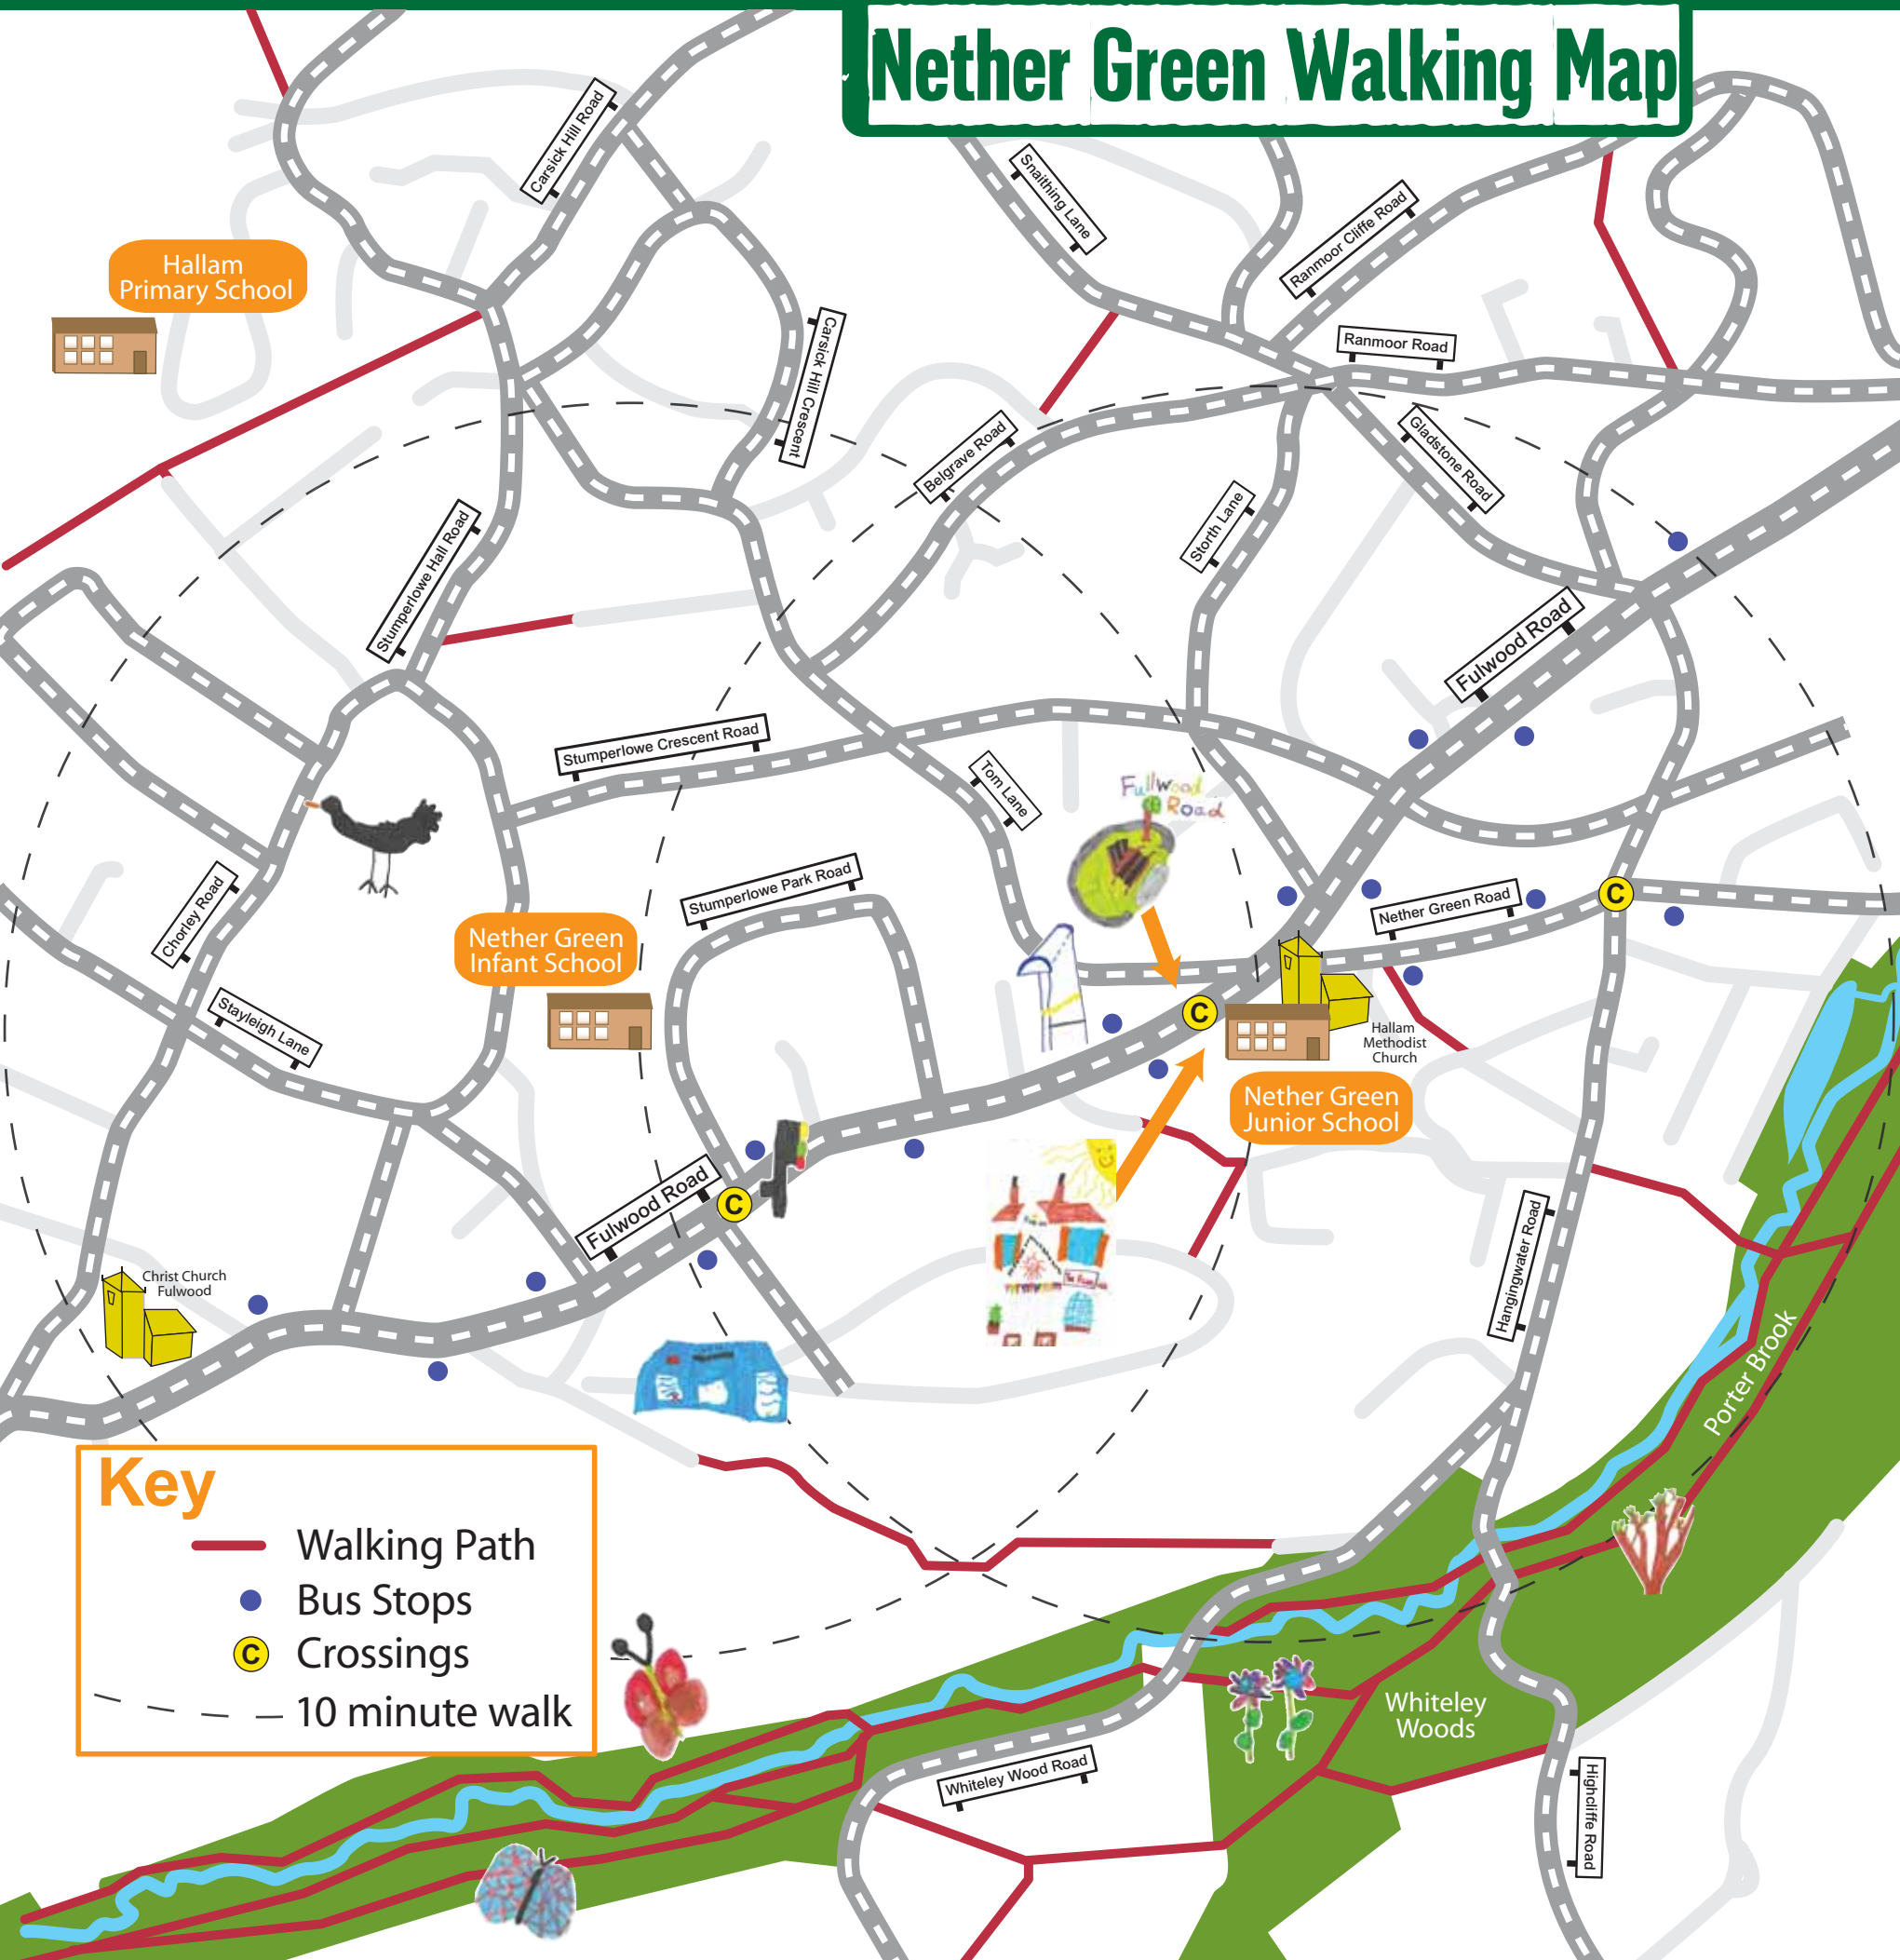 Nether Green Walking Map
Carsick Hill Road
Snaithing Lane
Ranmoor Cliffe Road
Hallam
Primary School
Ranmoor Road
Carsick Hill Crescent
Belgrave Road
Gladstone Road
Storth Lane
Stumperlowe Hall Road
Fulwood Road
Stumperlowe Crescent Road
Tom Lane
Fullwood
Road
Stumperlowe Park Road
Chorley Road
Nether Green Road
C
Nether Green
Infant School
Stayleigh Lane
C
Hallam
Methodist
Church
Nether Green
Junior School
Fulwood Road
C
Hangingwater Road
Christ Church
Fulwood
Porter Brook
Key
Walking Path
Bus Stops
C
Crossings
10 minute walk
Whiteley
Woods
Whiteley Wood Road
Highcliffe Road